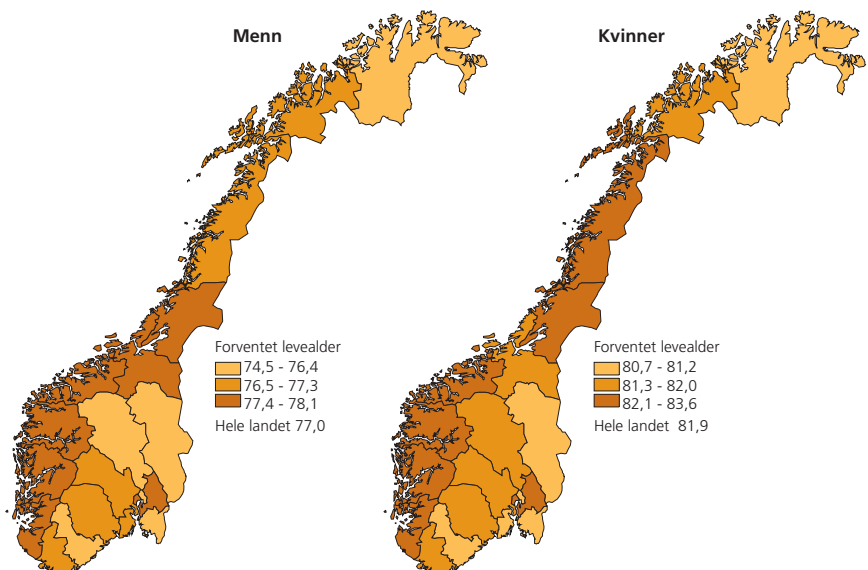 Menn
Forventet levealder
74,5 - 76,4
76,5 - 77,3
77,4 - 78,1
Hele landet 77,0
Kvinner
Forventet levealder
80,7 - 81,2
81,3 - 82,0
82,1 - 83,6
Hele landet 81,9